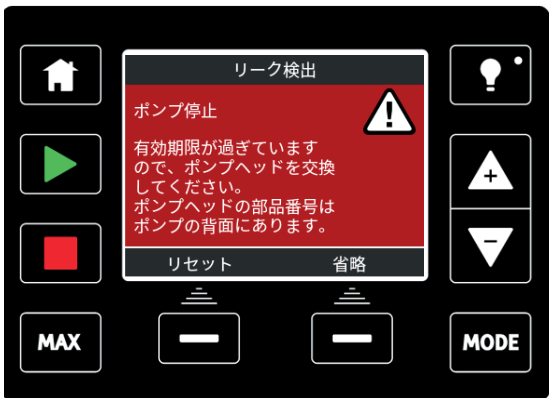 リーク検出
ポンプ停止
有効期限が過ぎています
ので、ポンプヘッドを交換
してください。
ポンプヘッドの部品番号は
ポンプの背面にあります。
リセット 省略
MAX
MODE